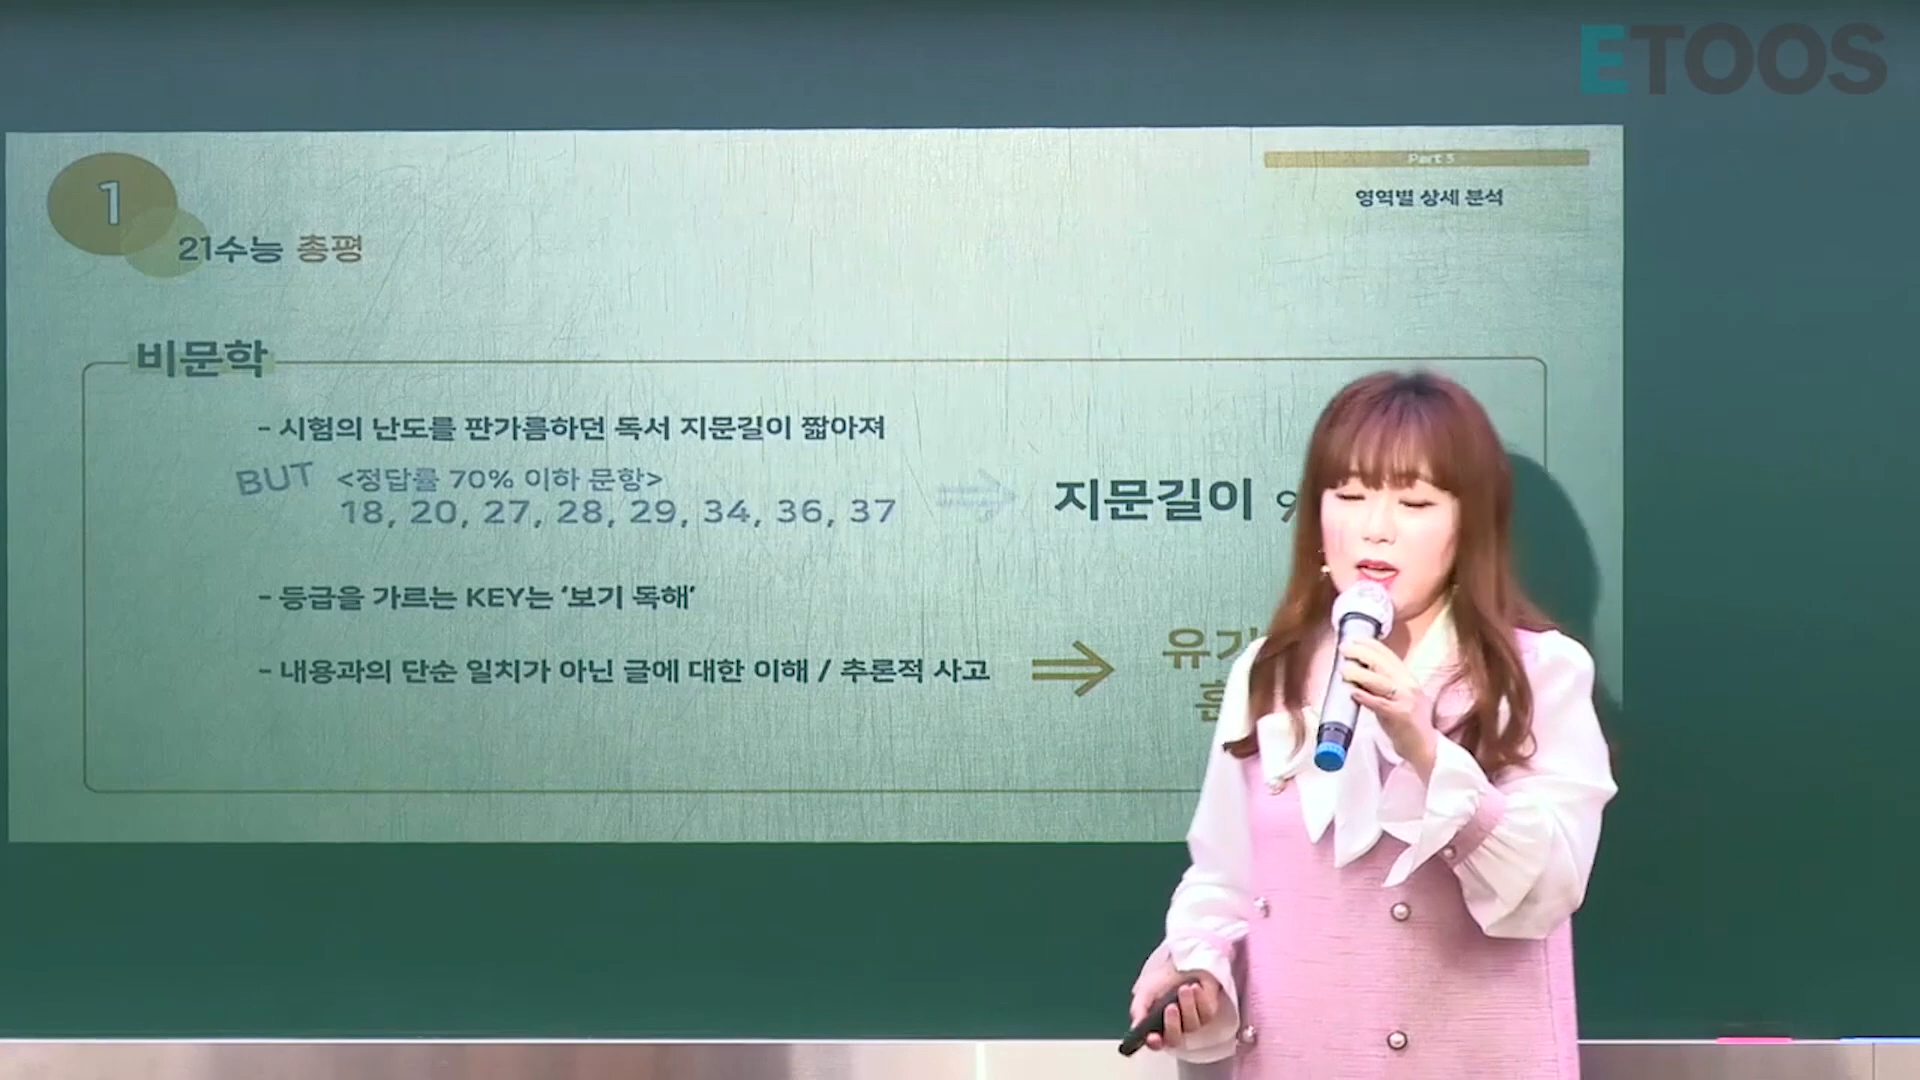 ETOOS
Part 3
영역별 상세 분석
1
21수능 총평
비문학
- 시험의 난도를 판가름하던 독서 지문길이 짧아져
BUT <정답률 70% 이하 문항>
18, 20, 27, 28, 29, 34, 36, 37
지문길이
- 등급을 가르는 KEY는 ‘보기 독해’
- 내용과의 단순 일치가 아닌 글에 대한 이해 / 추론적 사고